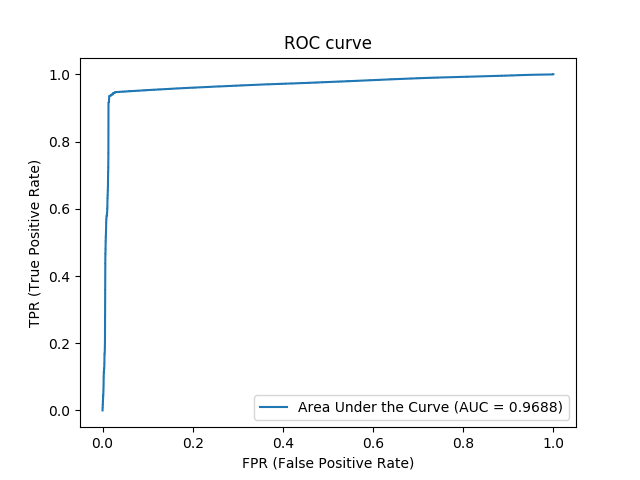 ROC curve
TPR (True Positive Rate)
1.0
0.8
0.6
0.4
0.2
0.0
Area Under the Curve (AUC = 0.9688)
0.0 0.2 0.4 0.6 0.8 1.0
FPR (False Positive Rate)